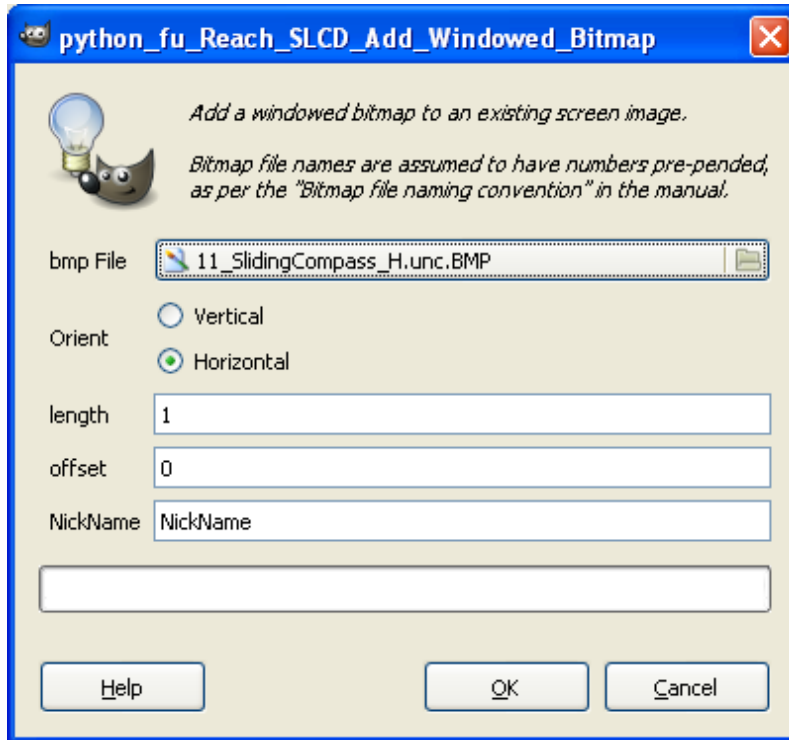 python_fu_Reach_SLCD_Add_Windowed_Bitmap
Add a windowed bitmap to an existing screen image.
Bitmap file names are assumed to have numbers pre-pended,
as per the "Bitmap file naming convention" in the manual.
bmp File 11_SlidingCompass_H.unc.BMP
Orient
Vertical
Horizontal
length 1
offset 0
NickName NickName
Help OK Cancel